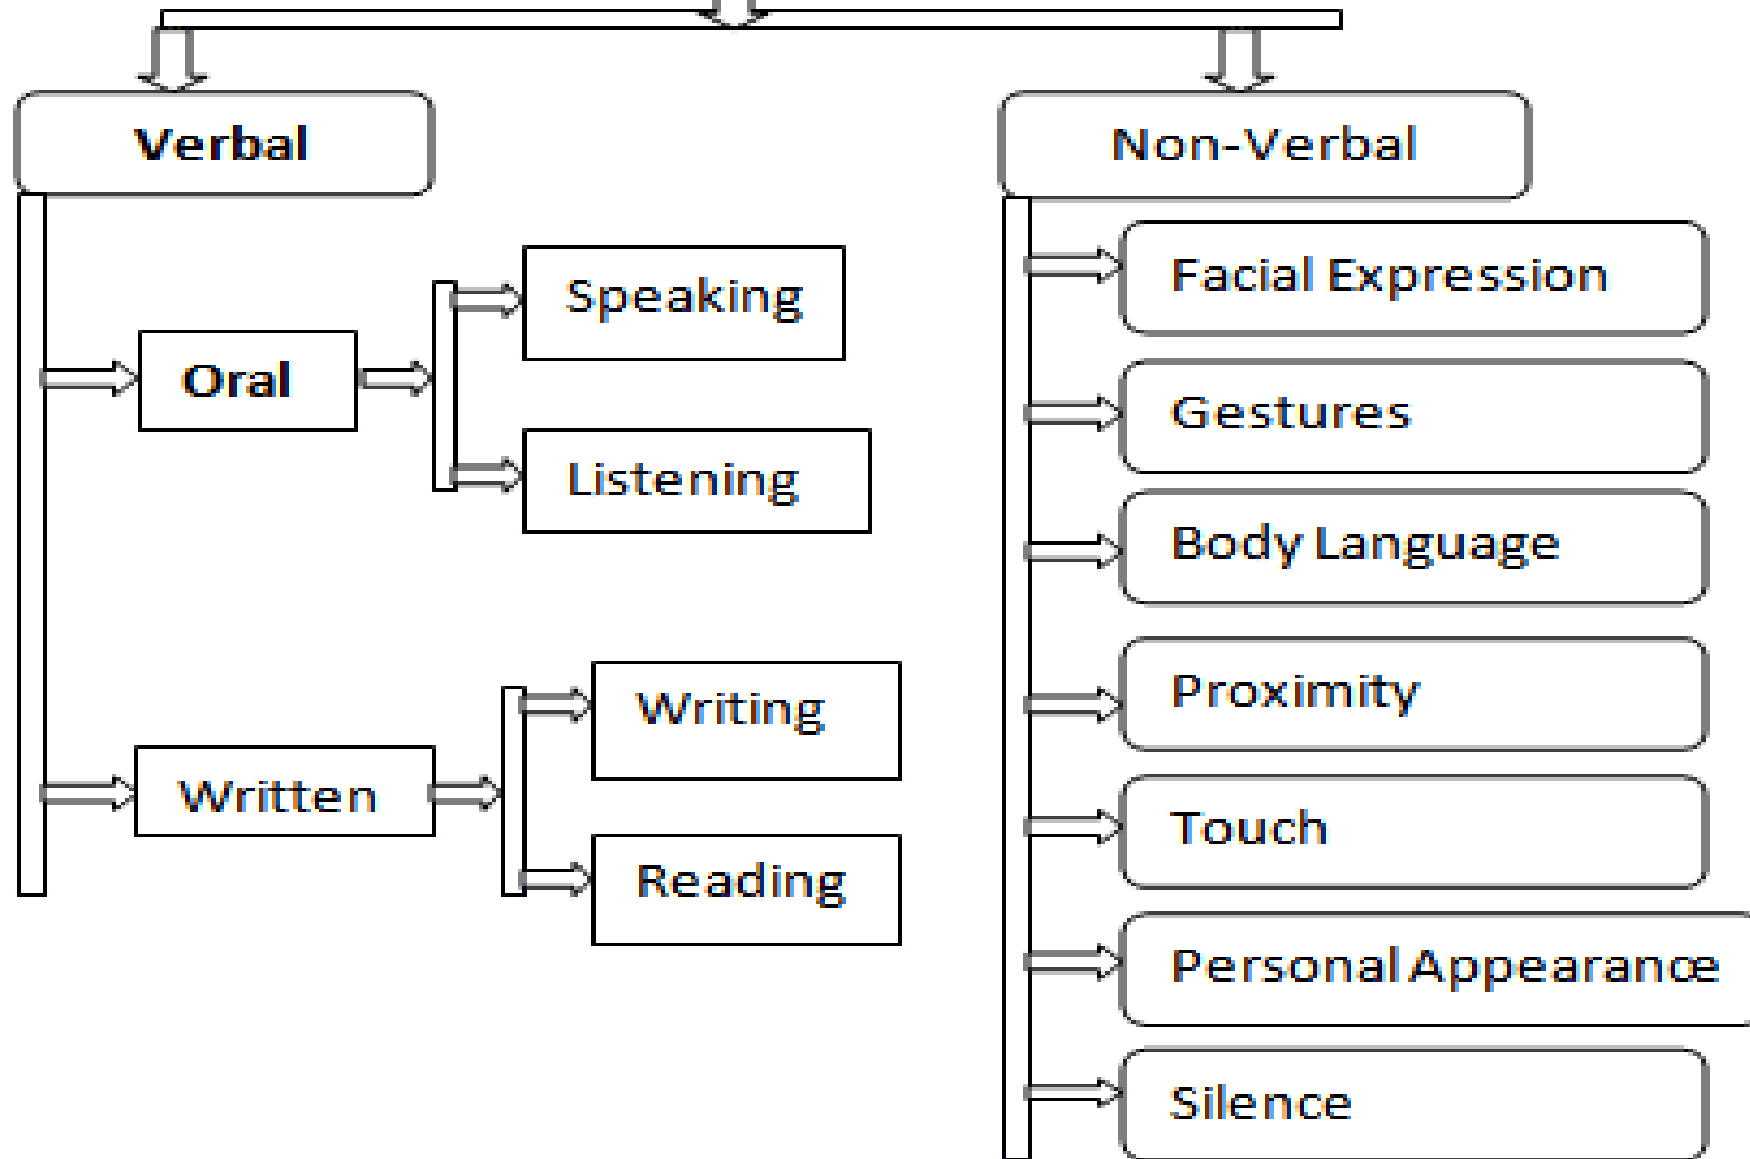 Verbal
Non-Verbal
Oral
Speaking
Listening
Written
Writing
Reading
Facial Expression
Gestures
Body Language
Proximity
Touch
Personal Appearance
Silence